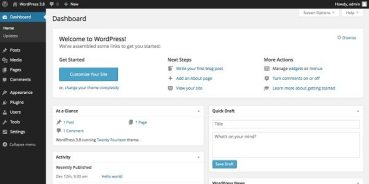 WordPress 3.8 0 New
Howdy, admin
Dashboard
Home
Updates
Posts
Media
Pages
Comments
Appearance
Plugins
Users
Tools
Settings
Collapse menu
Dashboard
Screen Options
Help
Welcome to WordPress!
Dismiss
We've assembled some links to get you started:
Get Started
Customize Your Site
or, change your theme completely
Next Steps
Write your first blog post
Add an About page
View your site
More Actions
Manage widgets or menus
Turn comments on or off
Learn more about getting started
At a Glance
1 Post
1 Page
1 Comment
WordPress 3.8 running Twenty Fourteen theme.
Activity
Recently Published
Dec 12th, 5:30 am Hello world!
Quick Draft
Title
What's on your mind?
Save Draft
WordPress News